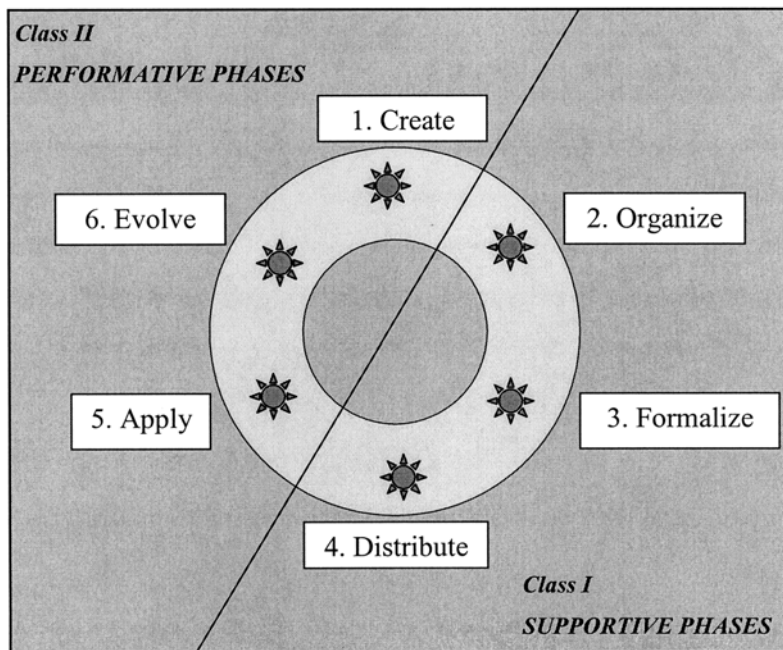 Class II
PERFORMATIVE PHASES
1. Create
6. Evolve
2. Organize
5. Apply
3. Formalize
4. Distribute
Class I
SUPPORTIVE PHASES